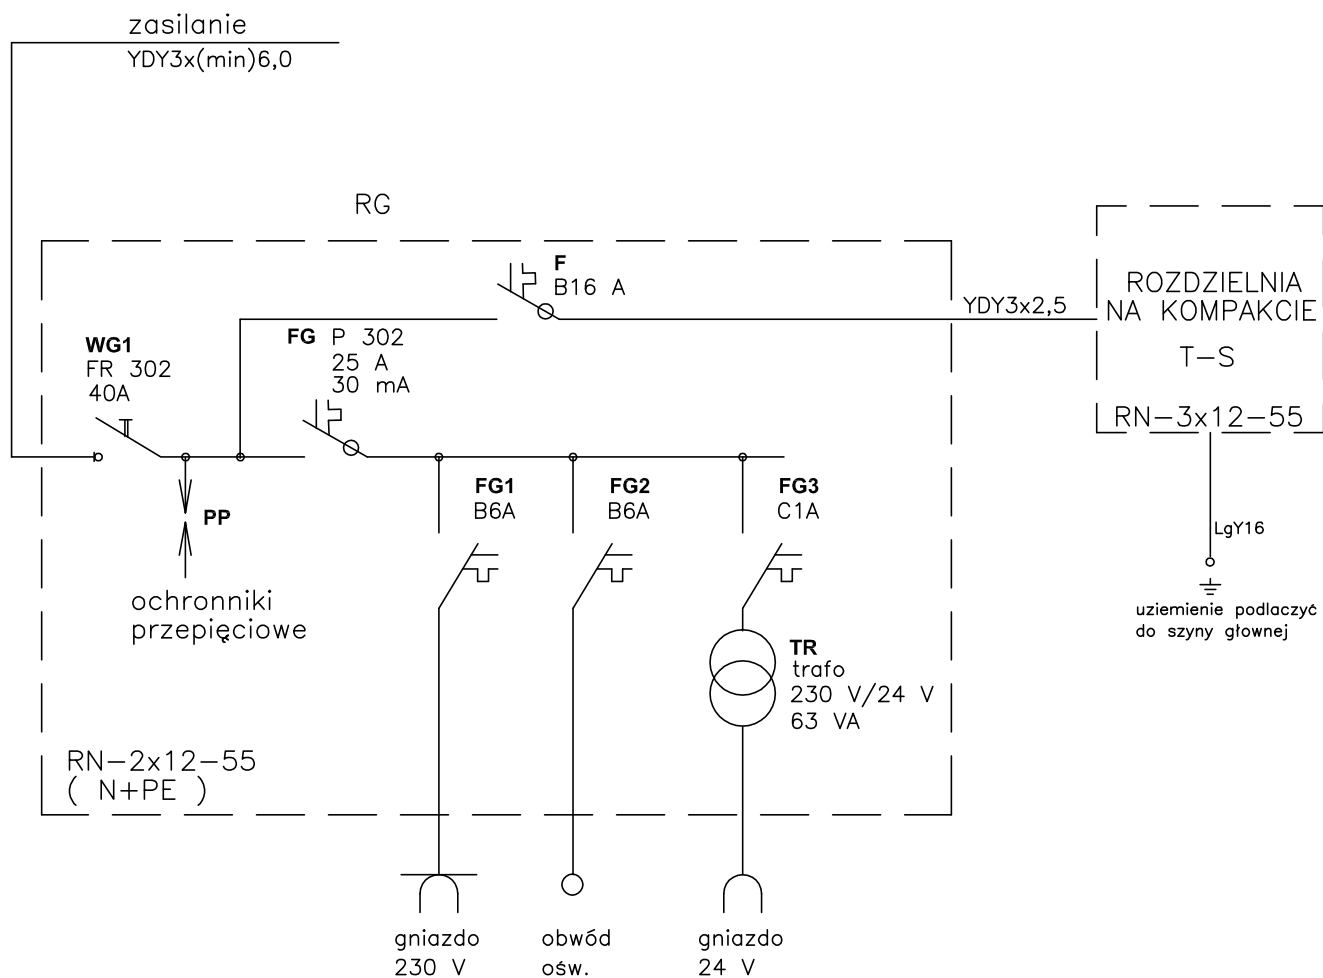 zasilanie
YDY3x(min)6,0
RG
F
B16 A
YDY3x2,5
ROZDZIELNIA
NA KOMPAKCIE
T-S
RN-3x12-55
WG1
FR 302
40A
FG P 302
25 A
30 mA
PP
ochronniki
przepięciowe
FG1
B6A
FG2
B6A
FG3
C1A
LgY16
uziemienie podlaczyć
do szyny głownej
TR
trafo
230 V/24 V
63 VA
RN-2x12-55
( N+PE )
gniazdo
230 V
obwód
ośw.
gniazdo
24 V